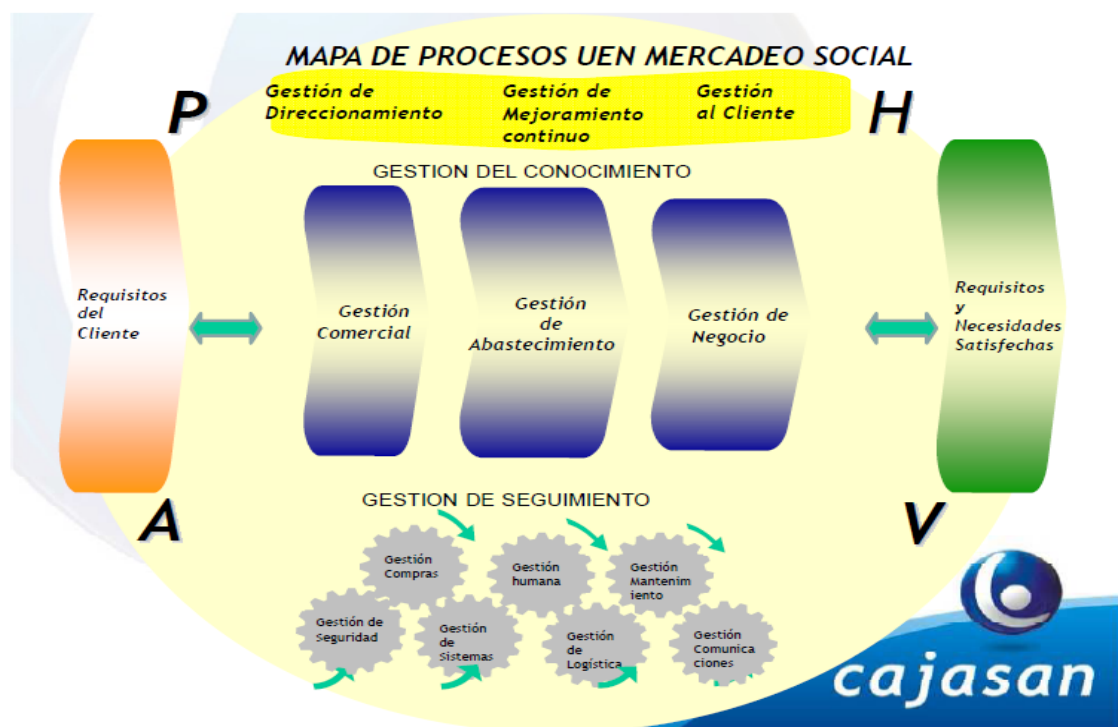 MAPA DE PROCESOS UEN MERCADEO SOCIAL
P
Gestión de
Direccionamiento
Gestión de
Mejoramiento
continuo
Gestión
al Cliente
H
GESTION DEL CONOCIMIENTO
Requisitos
del
Cliente
Gestión
Comercial
Gestión
de
Abastecimiento
Gestión de
Negocio
Requisitos
y
Necesidades
Satisfechas
A
GESTION DE SEGUIMIENTO
V
Gestión
Compras
Gestión
humana
Gestión
Mantenim
iento
Gestión de
Seguridad
Gestión
de
Sistemas
Gestión
de
Logística
Gestión
Comunica
ciones
cajasan